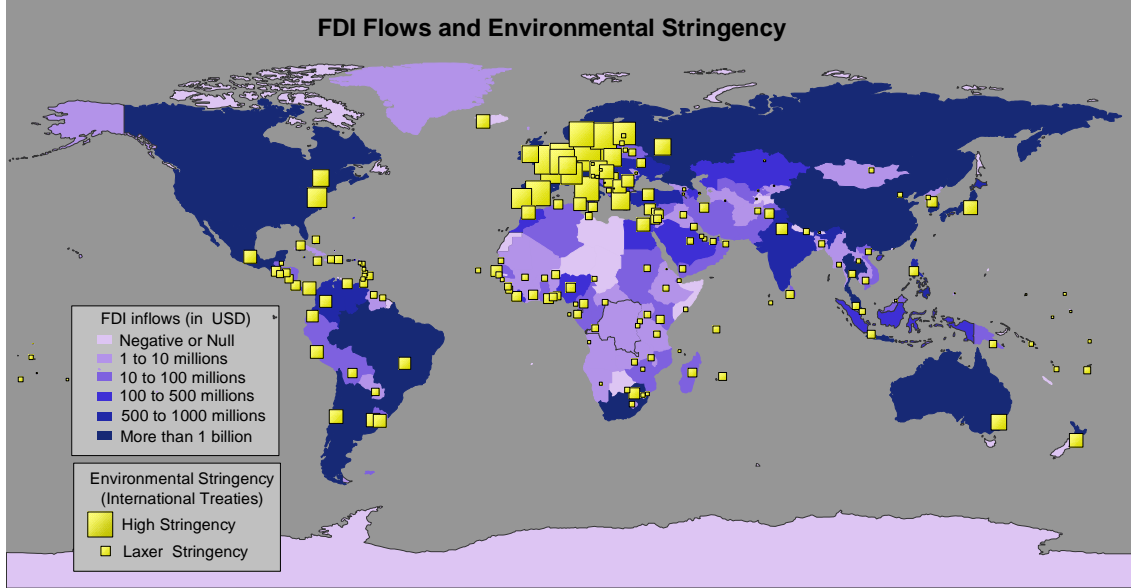 FDI Flows and Environmental Stringency
FDI inflows (in USD)
Negative or Null
1 to 10 millions
10 to 100 millions
100 to 500 millions
500 to 1000 millions
More than 1 billion
Environmental Stringency
(International Treaties)
High Stringency
Laxer Stringency